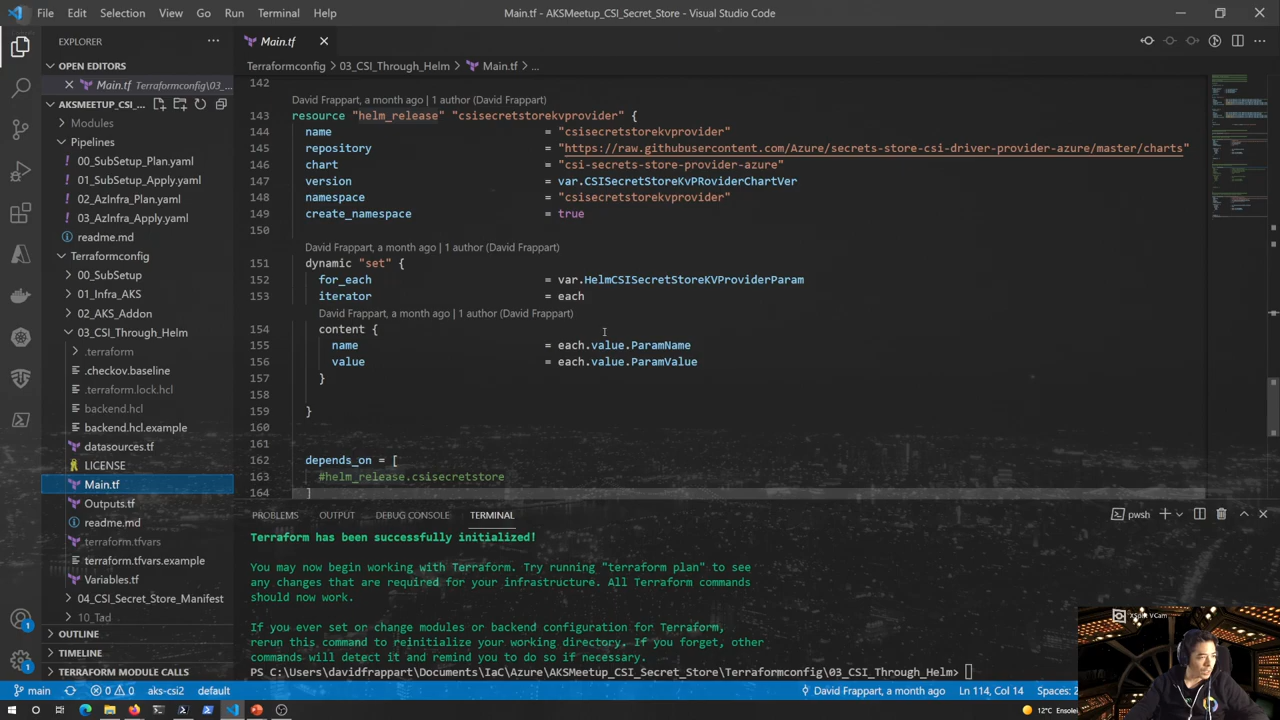 File Edit Selection View Go Run Terminal Help
Main.tf - AKSMeetup_CSI_Secret_Store - Visual Studio Code
EXPLORER
OPEN EDITORS
Main.tf Terraformconfig\03_...
AKSMEETUP_CSI_...
Modules
Pipelines
00_SubSetup_Plan.yaml
01_SubSetup_Apply.yaml
02_AzInfra_Plan.yaml
03_AzInfra_Apply.yaml
readme.md
Terraformconfig
00_SubSetup
01_Infra_AKS
02_AKS_Addon
03_CSI_Through_Helm
.terraform
.checkov.baseline
.terraform.lock.hcl
backend.hcl
backend.hcl.example
datasources.tf
LICENSE
Main.tf
Outputs.tf
readme.md
terraform.tfvars
terraform.tfvars.example
Variables.tf
04_CSI_Secret_Store_Manifest
10_Tad
OUTLINE
TIMELINE
TERRAFORM MODULE CALLS
Main.tf
Terraformconfig > 03_CSI_Through_Helm > Main.tf > ...
142
David Frappart, a month ago | 1 author (David Frappart)
143 resource "helm_release" "csisecretstorekvprovider" {
144 name = "csisecretstorekvprovider"
145 repository = "https://raw.githubusercontent.com/Azure/secrets-store-csi-driver-provider-azure/master/charts"
146 chart = "csi-secrets-store-provider-azure"
147 version = var.CSISecretStoreKvPRoviderChartVer
148 namespace = "csisecretstorekvprovider"
149 create_namespace = true
150
David Frappart, a month ago | 1 author (David Frappart)
151 dynamic "set" {
152 for_each = var.HelmCSISecretStoreKVProviderParam
153 iterator = each
David Frappart, a month ago | 1 author (David Frappart)
154 content {
155 name = each.value.ParamName
156 value = each.value.ParamValue
157 }
158
159 }
160
161
162 depends_on = [
163 #helm_release.csisecretstore
164 ]
PROBLEMS OUTPUT DEBUG CONSOLE TERMINAL
pwsh
Terraform has been successfully initialized!
You may now begin working with Terraform. Try running "terraform plan" to see
any changes that are required for your infrastructure. All Terraform commands
should now work.
If you ever set or change modules or backend configuration for Terraform,
rerun this command to reinitialize your working directory. If you forget, other
commands will detect it and remind you to do so if necessary.
PS C:\Users\davidfrappart\Documents\IaC\Azure\AKSMeetup_CSI_Secret_Store\Terraformconfig\03_CSI_Through_Helm>
XSplit VCam
main 0 0 aks-csi2 default
David Frappart, a month ago Ln 114, Col 14 Spaces: 2
12°C Ensolei